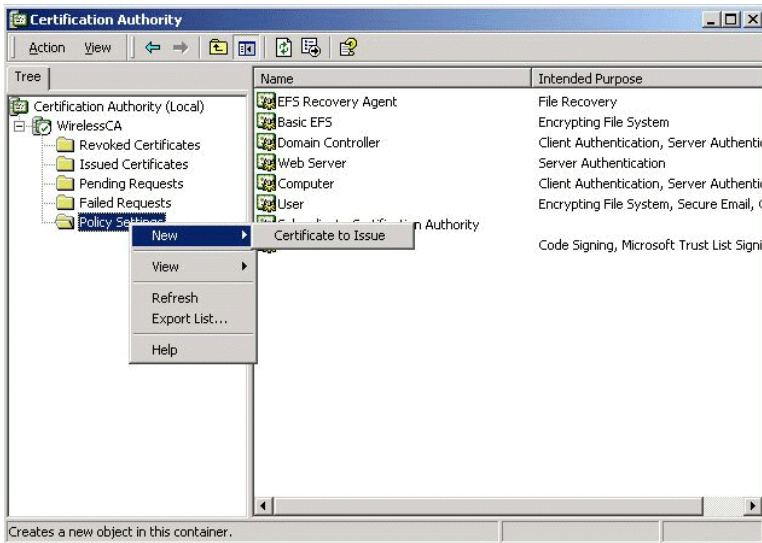 Certification Authority
Action View
Tree
Name Intended Purpose
Certification Authority (Local)
WirelessCA
Revoked Certificates
Issued Certificates
Pending Requests
Failed Requests
Policy
EFS Recovery Agent File Recovery
Basic EFS Encrypting File System
Domain Controller Client Authentication, Server Authenti
Web Server Server Authentication
Computer Client Authentication, Server Authenti
User Encrypting File System, Secure Email,
Authority
Code Signing, Microsoft Trust List Signi
New
Certificate to Issue
View
Refresh
Export List...
Help
Creates a new object in this container.